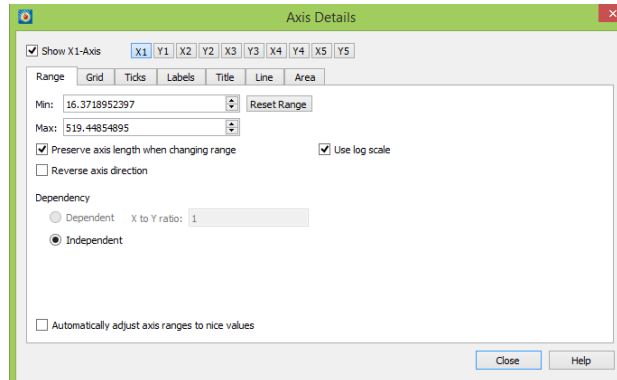 Axis Details
Show X1-Axis X1 Y1 X2 Y2 X3 Y3 X4 Y4 X5 Y5
Range Grid Ticks Labels Title Line Area
Min: 16.3718952397 Reset Range
Max: 519.44854895
Preserve axis length when changing range Use log scale
Reverse axis direction
Dependency
Dependent X to Y ratio: 1
Independent
Automatically adjust axis ranges to nice values
Close Help